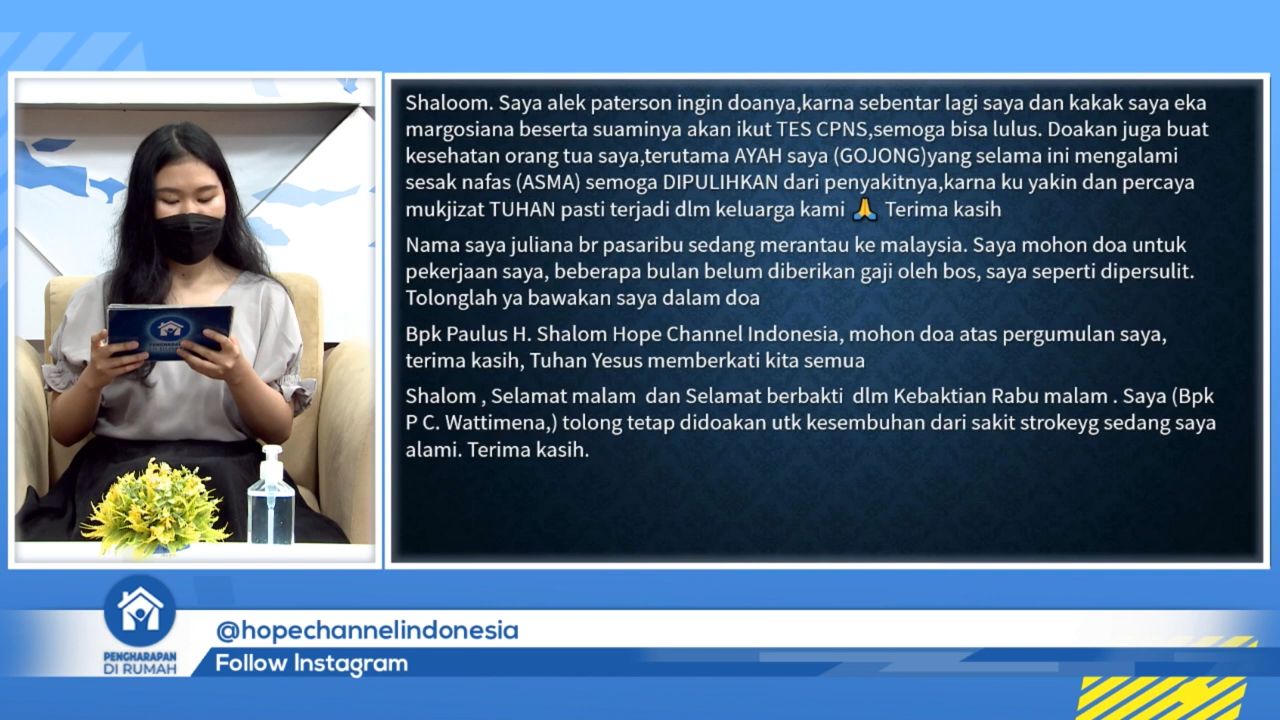 Shaloom. Saya alek paterson ingin doanya,karna sebentar lagi saya dan kakak saya eka
margosiana beserta suaminya akan ikut TES CPNS,semoga bisa lulus. Doakan juga buat
kesehatan orang tua saya,terutama AYAH saya (GOJONG)yang selama ini mengalami
sesak nafas (ASMA) semoga DIPULIHKAN dari penyakitnya,karna ku yakin dan percaya
mukjizat TUHAN pasti terjadi dlm keluarga kami 🙏 Terima kasih
Nama saya juliana br pasaribu sedang merantau ke malaysia. Saya mohon doa untuk
pekerjaan saya, beberapa bulan belum diberikan gaji oleh bos, saya seperti dipersulit.
Tolonglah ya bawakan saya dalam doa
Bpk Paulus H. Shalom Hope Channel Indonesia, mohon doa atas pergumulan saya,
terima kasih, Tuhan Yesus memberkati kita semua
Shalom , Selamat malam dan Selamat berbakti dlm Kebaktian Rabu malam . Saya (Bpk
P C. Wattimena,) tolong tetap didoakan utk kesembuhan dari sakit strokeyg sedang saya
alami. Terima kasih.
PENGHARAPAN
DI RUMAH
@hopechannelindonesia
Follow Instagram